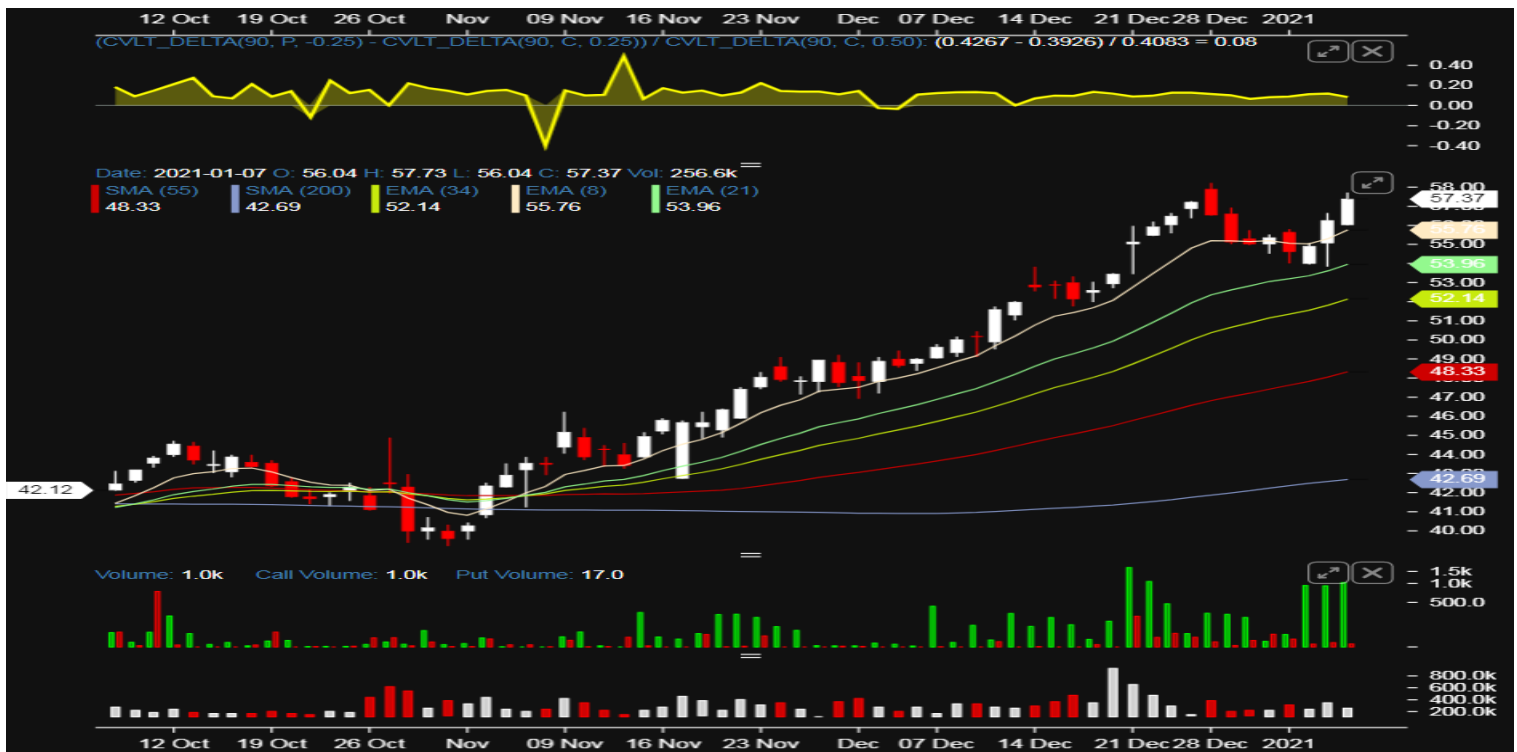 12 Oct 19 Oct 26 Oct Nov 09 Nov 16 Nov 23 Nov Dec 07 Dec 14 Dec 21 Dec 28 Dec 2021
(CVLT_DELTA(90, P, -0.25) - CVLT_DELTA(90, C, 0.25)) / CVLT_DELTA(90, C, 0.50): (0.4267 - 0.3926) / 0.4083 = 0.08
0.40
0.20
0.00
-0.20
-0.40
Date: 2021-01-07 O: 56.04 H: 57.73 L: 56.04 C: 57.37 Vol: 256.6k
SMA (55) SMA (200) EMA (34) EMA (8) EMA (21)
48.33 42.69 52.14 55.76 53.96
58.00
57.37
55.76
55.00
53.96
53.00
52.14
51.00
50.00
49.00
48.33
47.00
46.00
45.00
44.00
42.69
42.12
42.00
41.00
40.00
Volume: 1.0k Call Volume: 1.0k Put Volume: 17.0
1.5k
1.0k
500.0
800.0k
600.0k
400.0k
200.0k
12 Oct 19 Oct 26 Oct Nov 09 Nov 16 Nov 23 Nov Dec 07 Dec 14 Dec 21 Dec 28 Dec 2021